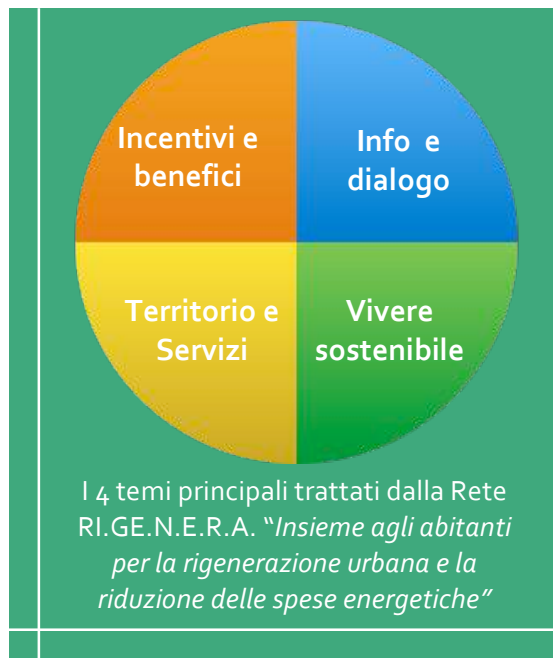 Incentivi e
benefici
Info e
dialogo
Territorio e
Servizi
Vivere
sostenibile
I 4 temi principali trattati dalla Rete
RI.GE.N.E.R.A. “Insieme agli abitanti
per la rigenerazione urbana e la
riduzione delle spese energetiche”